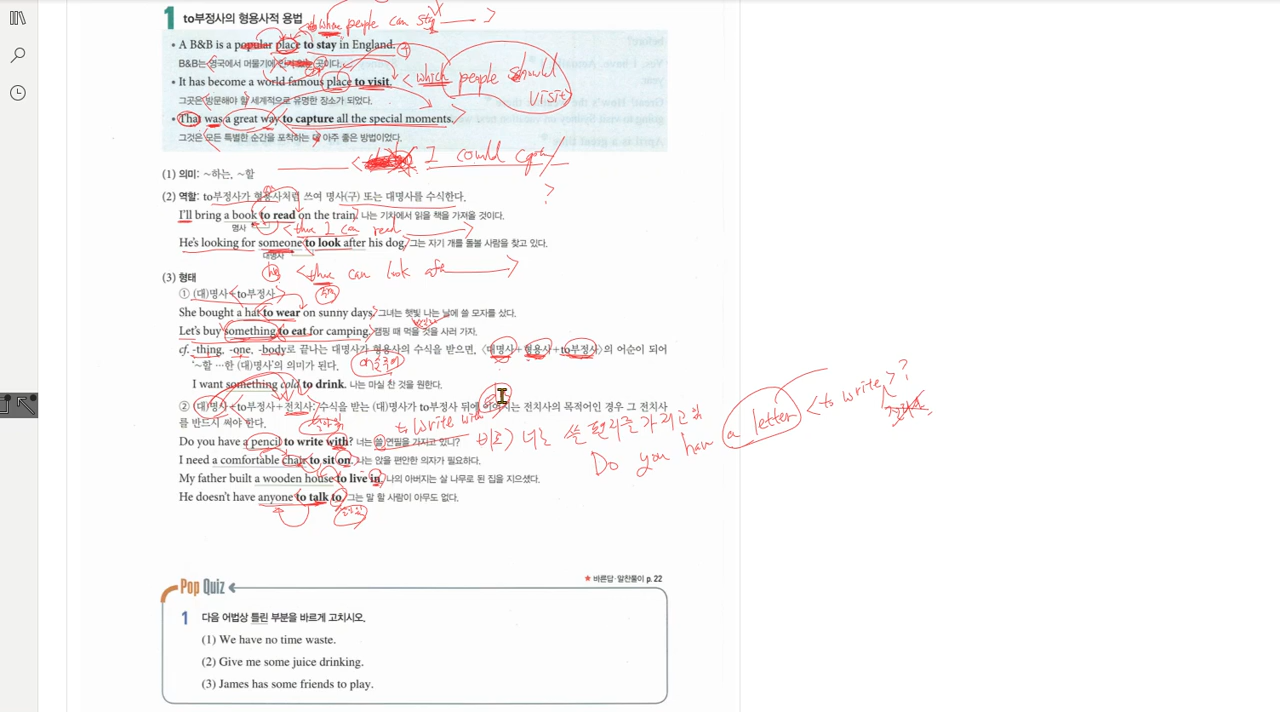 1 to부정사의 형용사적 용법
where people can stay
• A B&B is a popular place to stay in England.
B&B는 영국에서 머물기에 인기 있는 곳이다.
• It has become a world famous place to visit.
which people should visit
그곳은 방문해야 할 세계적으로 유명한 장소가 되었다.
• That was a great way to capture all the special moments.
그것은 모든 특별한 순간을 포착하는 데 아주 좋은 방법이었다.
I could
(1) 의미: ~하는, ~할
(2) 역할: to부정사가 형용사처럼 쓰여 명사(구) 또는 대명사를 수식한다.
I'll bring a book to read on the train. 나는 기차에서 읽을 책을 가져올 것이다.
명사
I can read
He's looking for someone to look after his dog. 그는 자기 개를 돌볼 사람을 찾고 있다.
대명사
can look
(3) 형태
① (대)명사+to부정사
She bought a hat to wear on sunny days. 그녀는 햇빛 나는 날에 쓸 모자를 샀다.
Let's buy something to eat for camping. 캠핑 때 먹을 것을 사러 가자.
cf. -thing, -one, -body로 끝나는 대명사가 형용사의 수식을 받으면, <대명사+형용사+to부정사>의 어순이 되어
'~할 …한 (대)명사'의 의미가 된다.
I want something cold to drink. 나는 마실 찬 것을 원한다.
② (대)명사+to부정사+전치사: 수식을 받는 (대)명사가 to부정사 뒤에 이어지는 전치사의 목적어인 경우 그 전치사
를 반드시 써야 한다.
to write with
Do you have a pencil to write with? 너는 쓸 연필을 가지고 있니?
비교) 너는 쓸 편지를 가지고 있
Do you have a letter <to write>?
I need a comfortable chair to sit on. 나는 앉을 편안한 의자가 필요하다.
My father built a wooden house to live in. 나의 아버지는 살 나무로 된 집을 지으셨다.
He doesn't have anyone to talk to. 그는 말 할 사람이 아무도 없다.
Pop Quiz
★ 바른답·알찬풀이 p. 22
1 다음 어법상 틀린 부분을 바르게 고치시오.
(1) We have no time waste.
(2) Give me some juice drinking.
(3) James has some friends to play.